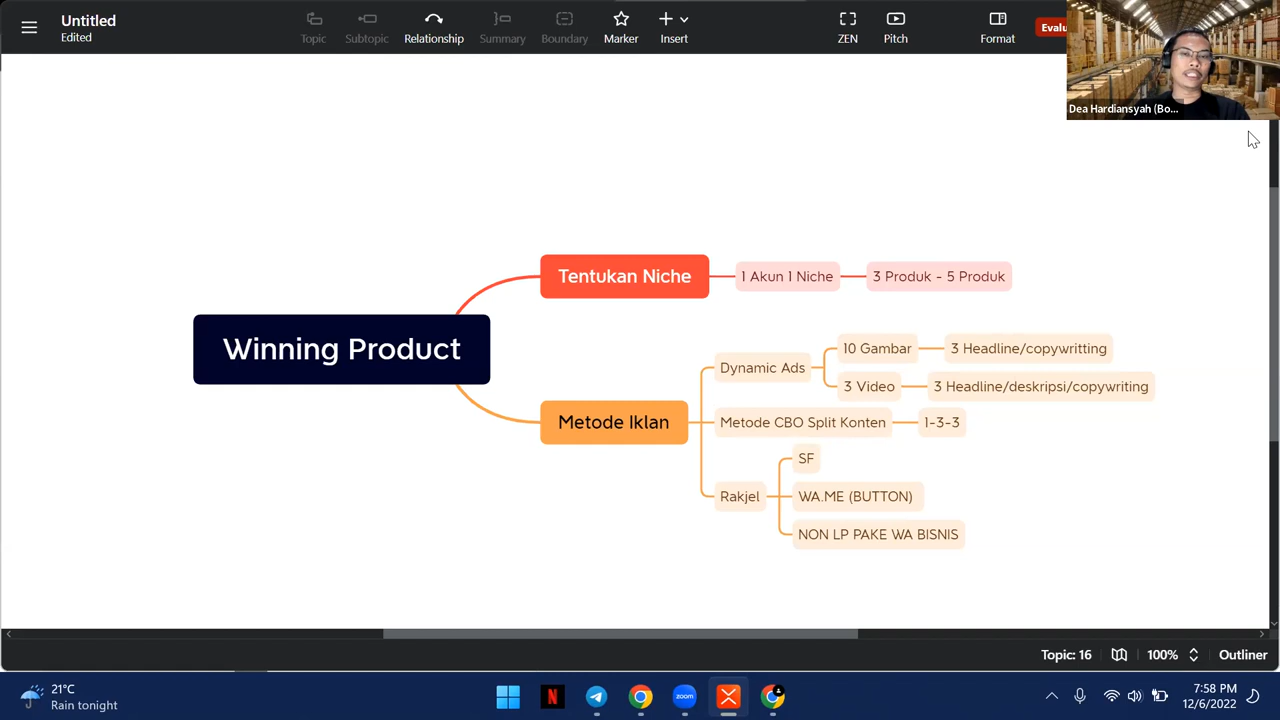 Untitled
Edited
Topic
Subtopic
Relationship
Summary
Boundary
Marker
Insert
ZEN
Pitch
Format
Evalu
Dea Hardiansyah (Bo...
Winning Product
Tentukan Niche
1 Akun 1 Niche
3 Produk - 5 Produk
Metode Iklan
Dynamic Ads
10 Gambar
3 Headline/copywritting
3 Video
3 Headline/deskripsi/copywriting
Metode CBO Split Konten
1-3-3
Rakjel
SF
WA.ME (BUTTON)
NON LP PAKE WA BISNIS
Topic: 16
100%
Outliner
21°C
Rain tonight
N
zoom
7:58 PM
12/6/2022